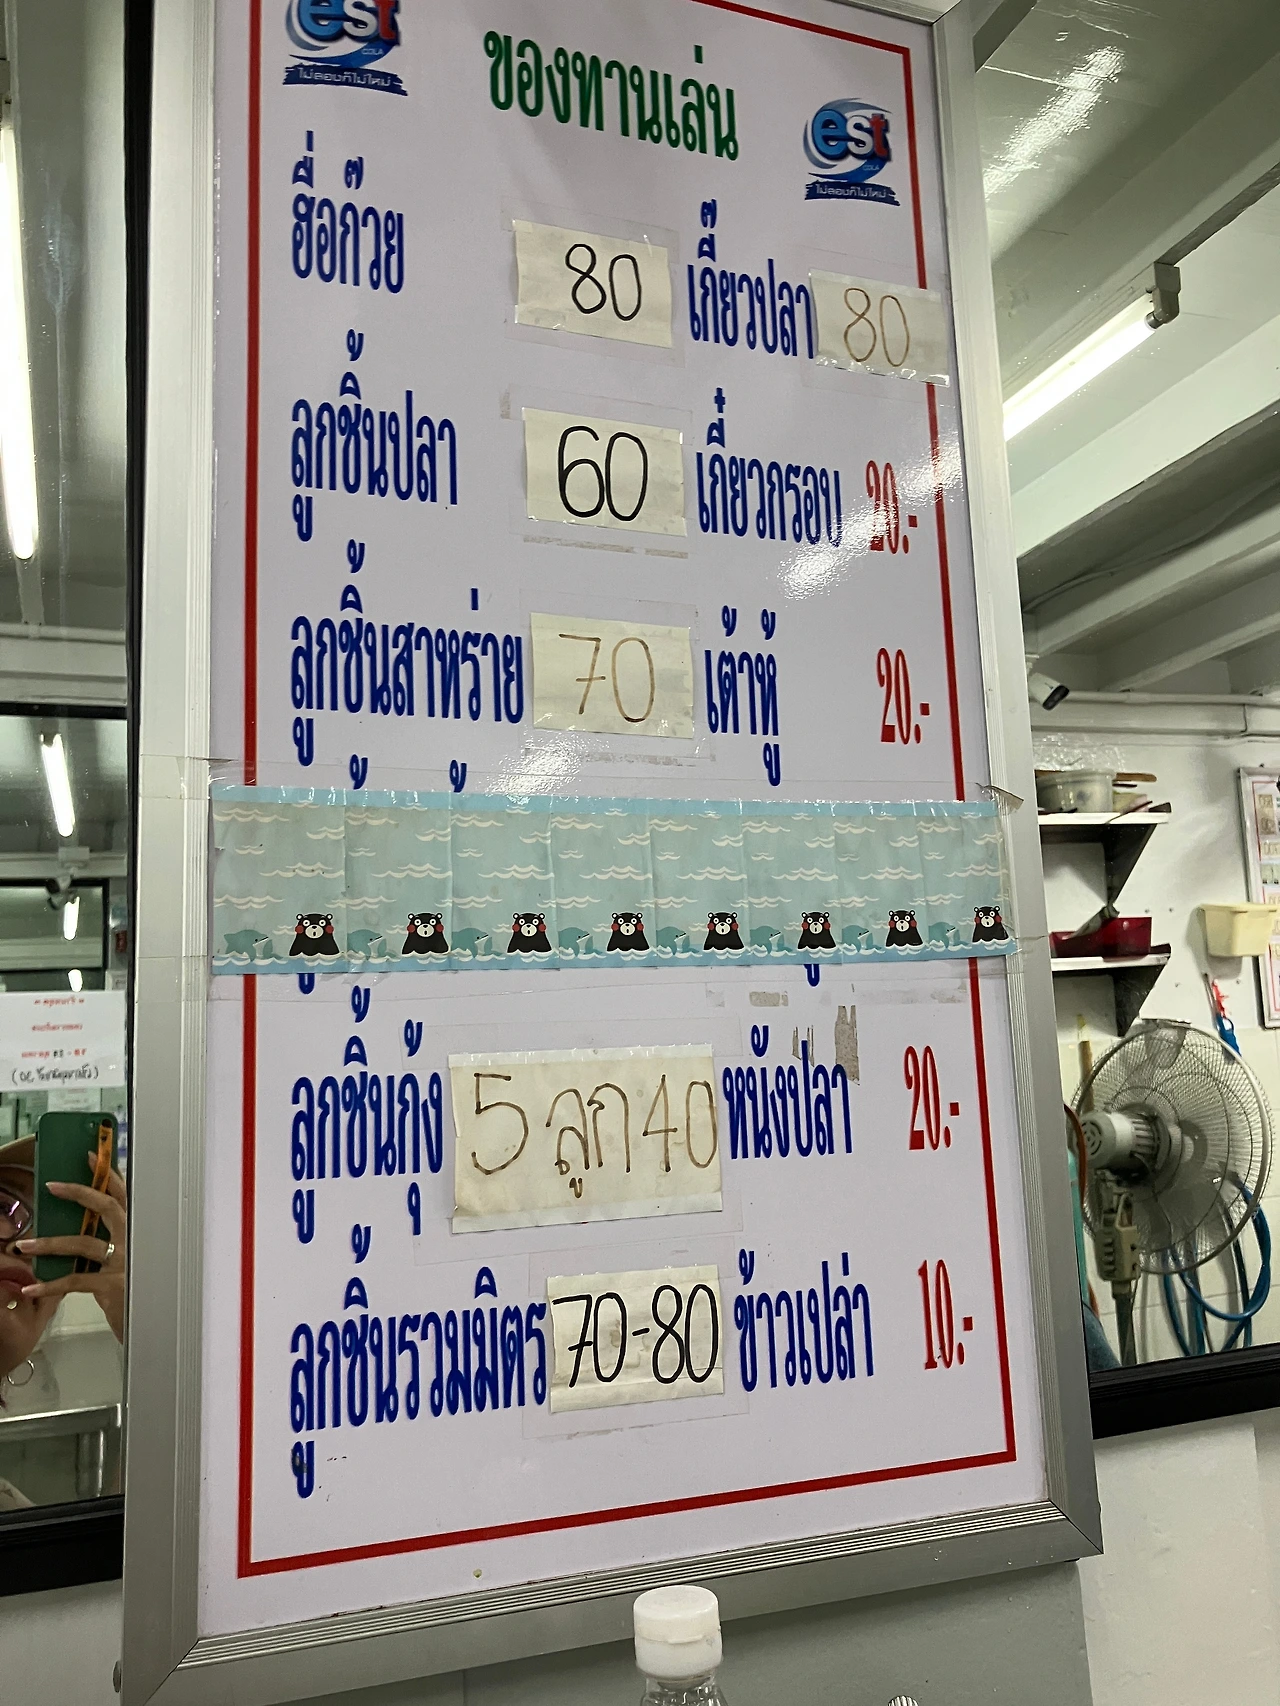 est
COLA
ไม่ลองก็ไม่ใหม่
ของทานเล่น
est
COLA
ไม่ลองก็ไม่ใหม่
ฮื่อก๊วย 80 เกี๊ยวปลา 80
ลูกชิ้นปลา 60 เกี๋ยวกรอบ 20.-
ลูกชิ้นสาหร่าย 70 เต้าหู้ 20.-
ลูกชิ้นกุ้ง 5 ลูก 40 หนังปลา 20.-
ลูกชิ้นรวมมิตร 70-80 ข้าวเปล่า 10.-